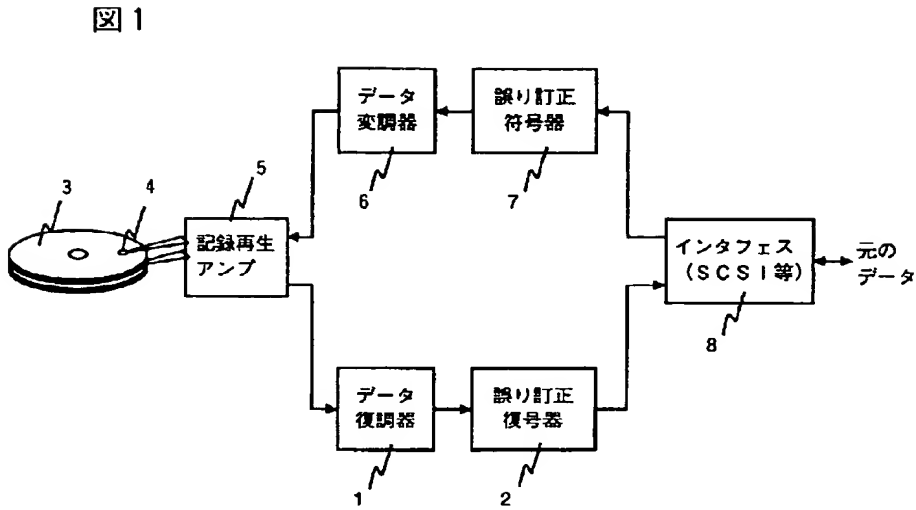 図1
データ
変調器
6
誤り訂正
符号器
7
3
4
5
記録再生
アンプ
インタフェス
(SCSI等)
8
元の
データ
データ
復調器
1
誤り訂正
復号器
2